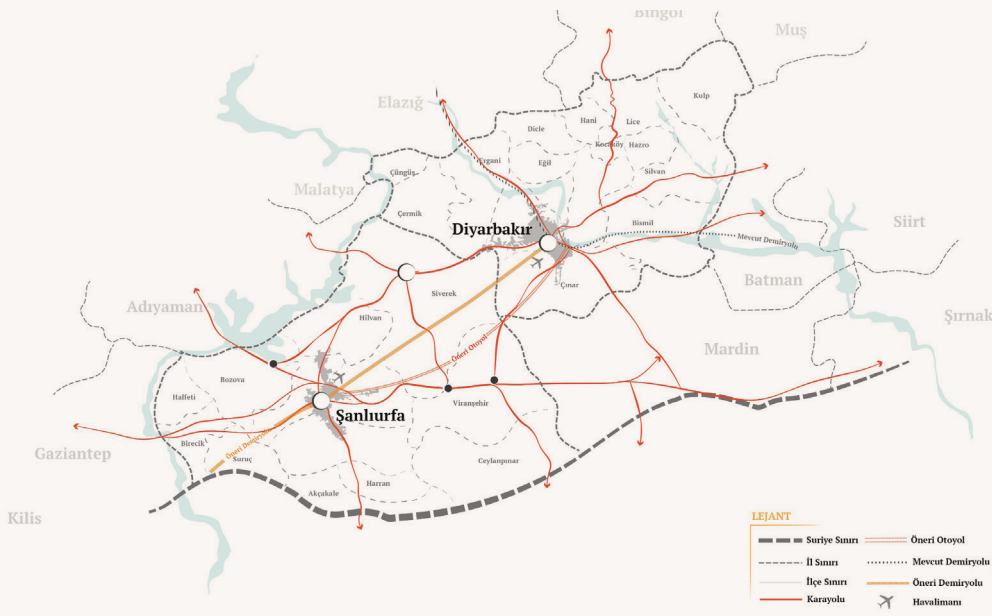 Bingöl
Muş
Elazığ
Kulp
Hani
Lice
Dicle
Kocaköy
Hazro
Ergani
Eğil
Silvan
Çüngüş
Malatya
Çermik
Diyarbakır
Bismil
Siirt
Mevcut Demiryolu
Batman
Çınar
Siverek
Adıyaman
Şırnak
Hilvan
Öneri Otoyol
Mardin
Bozova
Halfeti
Viranşehir
Şanlıurfa
Gaziantep
Birecik
Öneri Demiryolu
Suruç
Ceylanpınar
Harran
Akçakale
Kilis
LEJANT
Suriye Sınırı
Öneri Otoyol
İl Sınırı
Mevcut Demiryolu
İlçe Sınırı
Öneri Demiryolu
Karayolu
Havalimanı